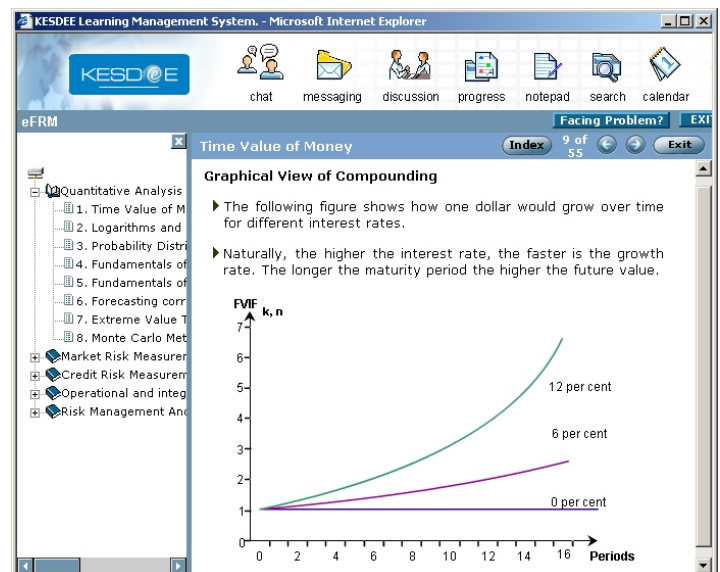 KESDEE Learning Management System. - Microsoft Internet Explorer
KESD@E
chat messaging discussion progress notepad search calendar
eFRM
Facing Problem? EXI
x
Time Value of Money
Index 9 of 55 Exit
Quantitative Analysis
1. Time Value of M
2. Logarithms and
3. Probability Distri
4. Fundamentals of
5. Fundamentals of
6. Forecasting corr
7. Extreme Value T
8. Monte Carlo Met
Market Risk Measurer
Credit Risk Measurem
Operational and integ
Risk Management And
Graphical View of Compounding
The following figure shows how one dollar would grow over time
for different interest rates.
Naturally, the higher the interest rate, the faster is the growth
rate. The longer the maturity period the higher the future value.
FVIF k, n
7
6
5
4
3
2
1
0
12 per cent
6 per cent
0 per cent
0 2 4 6 8 10 12 14 16 Periods